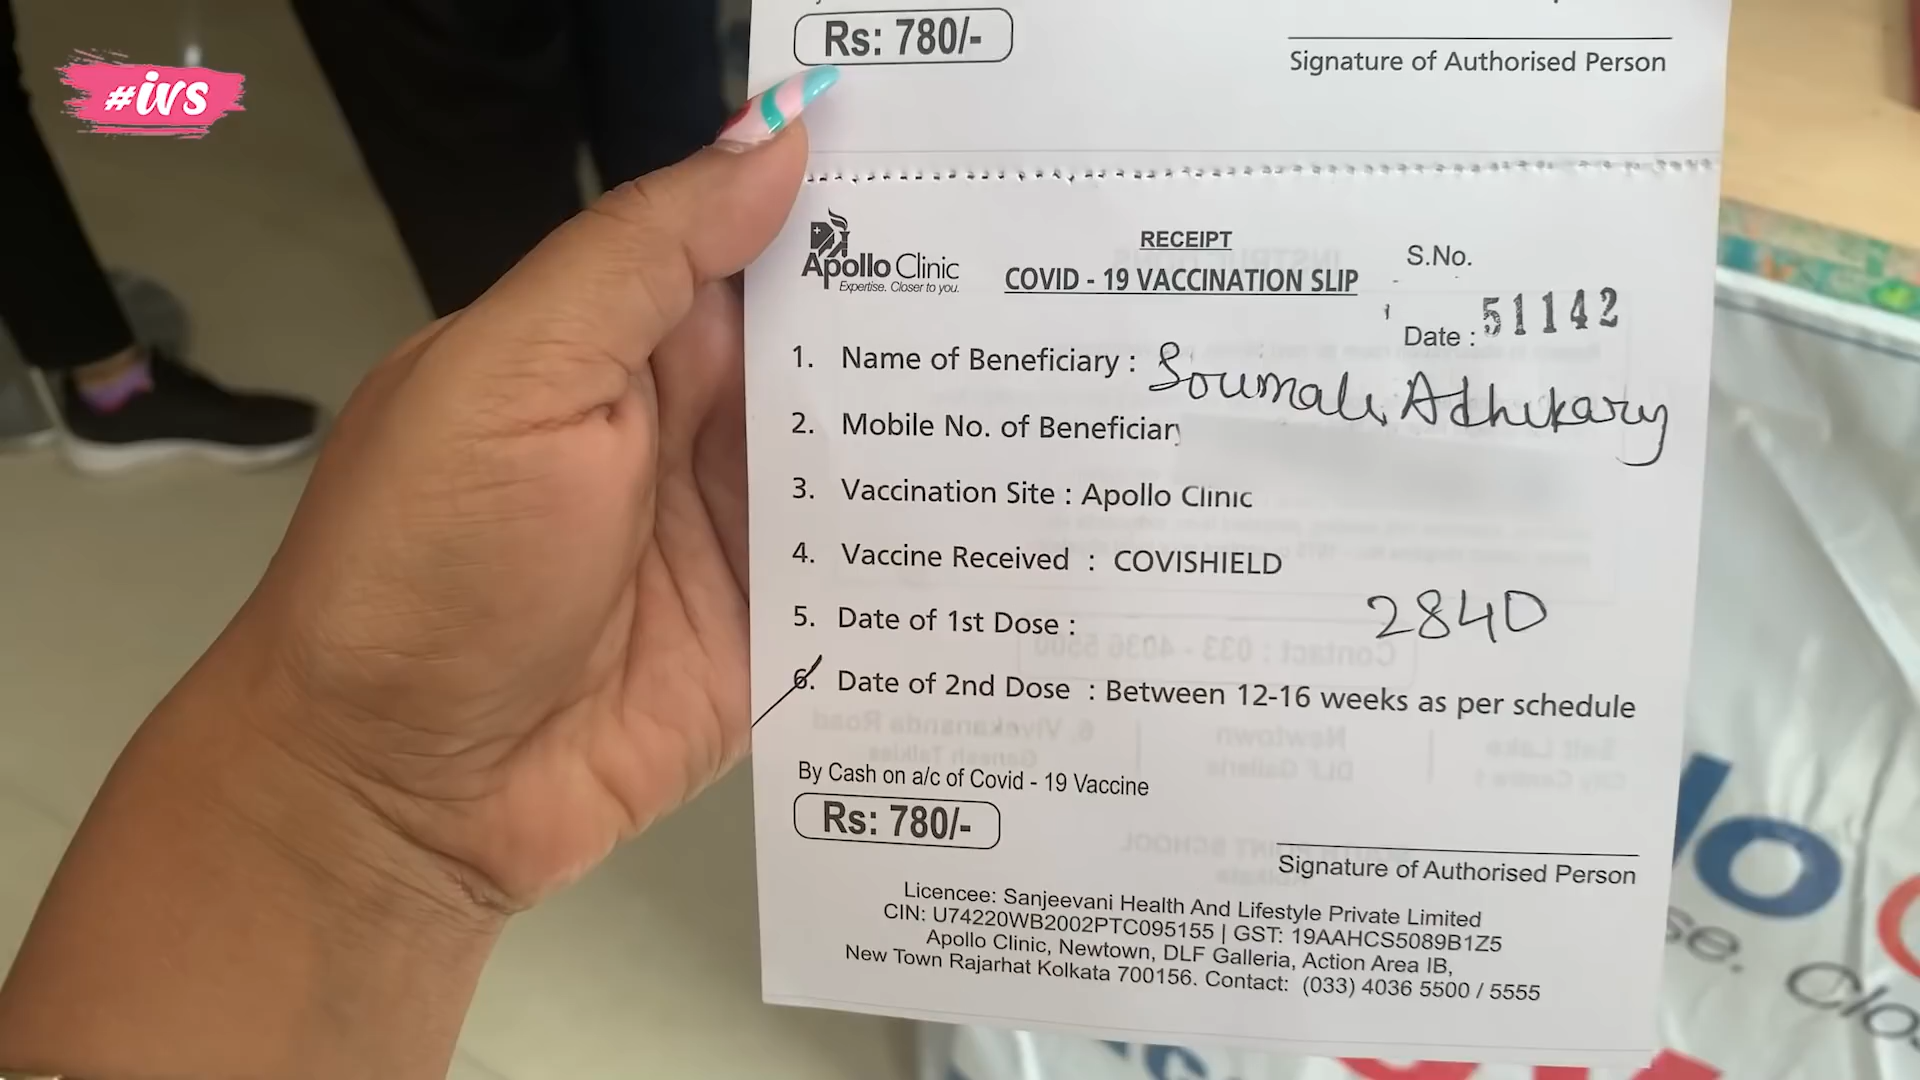 #ivs
Rs: 780/-
Signature of Authorised Person
Apollo Clinic
Expertise. Closer to you.
RECEIPT
COVID - 19 VACCINATION SLIP
S.No.
51142
Date :
1. Name of Beneficiary : Soumali Adhikary
2. Mobile No. of Beneficiary
3. Vaccination Site : Apollo Clinic
4. Vaccine Received : COVISHIELD
5. Date of 1st Dose : 2840
6. Date of 2nd Dose : Between 12-16 weeks as per schedule
By Cash on a/c of Covid - 19 Vaccine
Rs: 780/-
Signature of Authorised Person
Licencee: Sanjeevani Health And Lifestyle Private Limited
CIN: U74220WB2002PTC095155 | GST: 19AAHCS5089B1Z5
Apollo Clinic, Newtown, DLF Galleria, Action Area IB,
New Town Rajarhat Kolkata 700156. Contact: (033) 4036 5500 / 5555